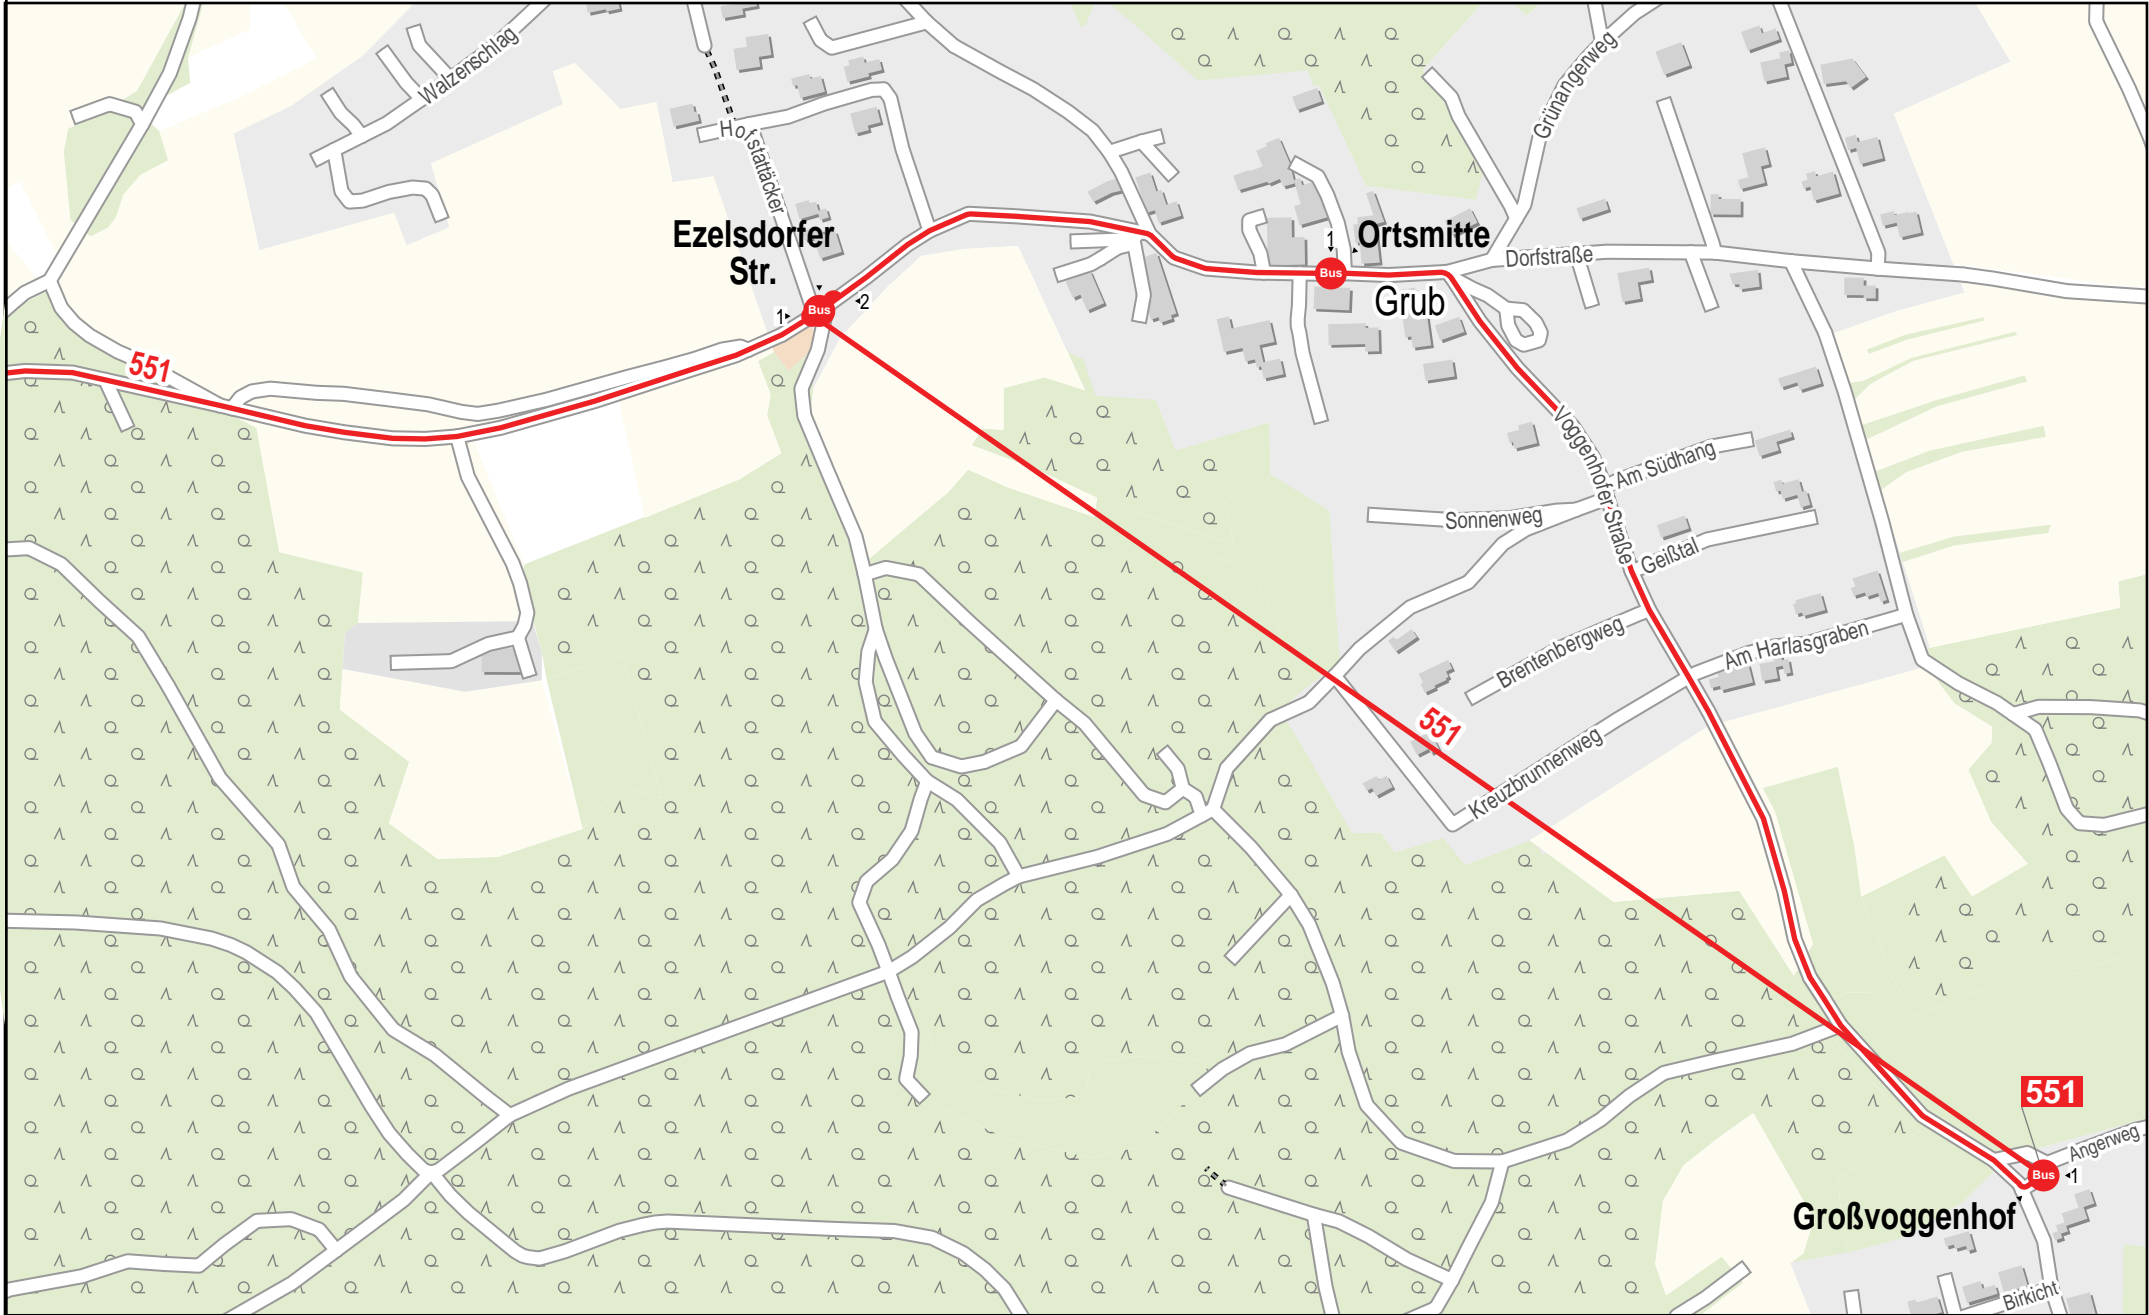 Walzenschlag
Hofstattäcker
Grünangerweg
Ezelsdorfer
Str.
1
Ortsmitte
Bus
Dorfstraße
Grub
2
1
Bus
551
Voggenhofer Straße
Am Südhang
Sonnenweg
Geißtal
Brentenbergweg
Am Harlasgraben
551
Kreuzbrunnenweg
551
Angerweg
Bus
1
Großvoggenhof
Birkicht